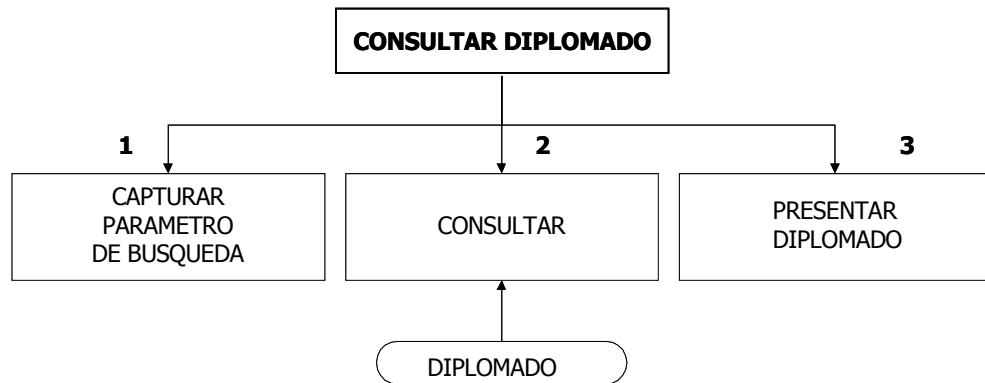 CONSULTAR DIPLOMADO
1
2
3
CAPTURAR
PARAMETRO
DE BUSQUEDA
CONSULTAR
PRESENTAR
DIPLOMADO
DIPLOMADO